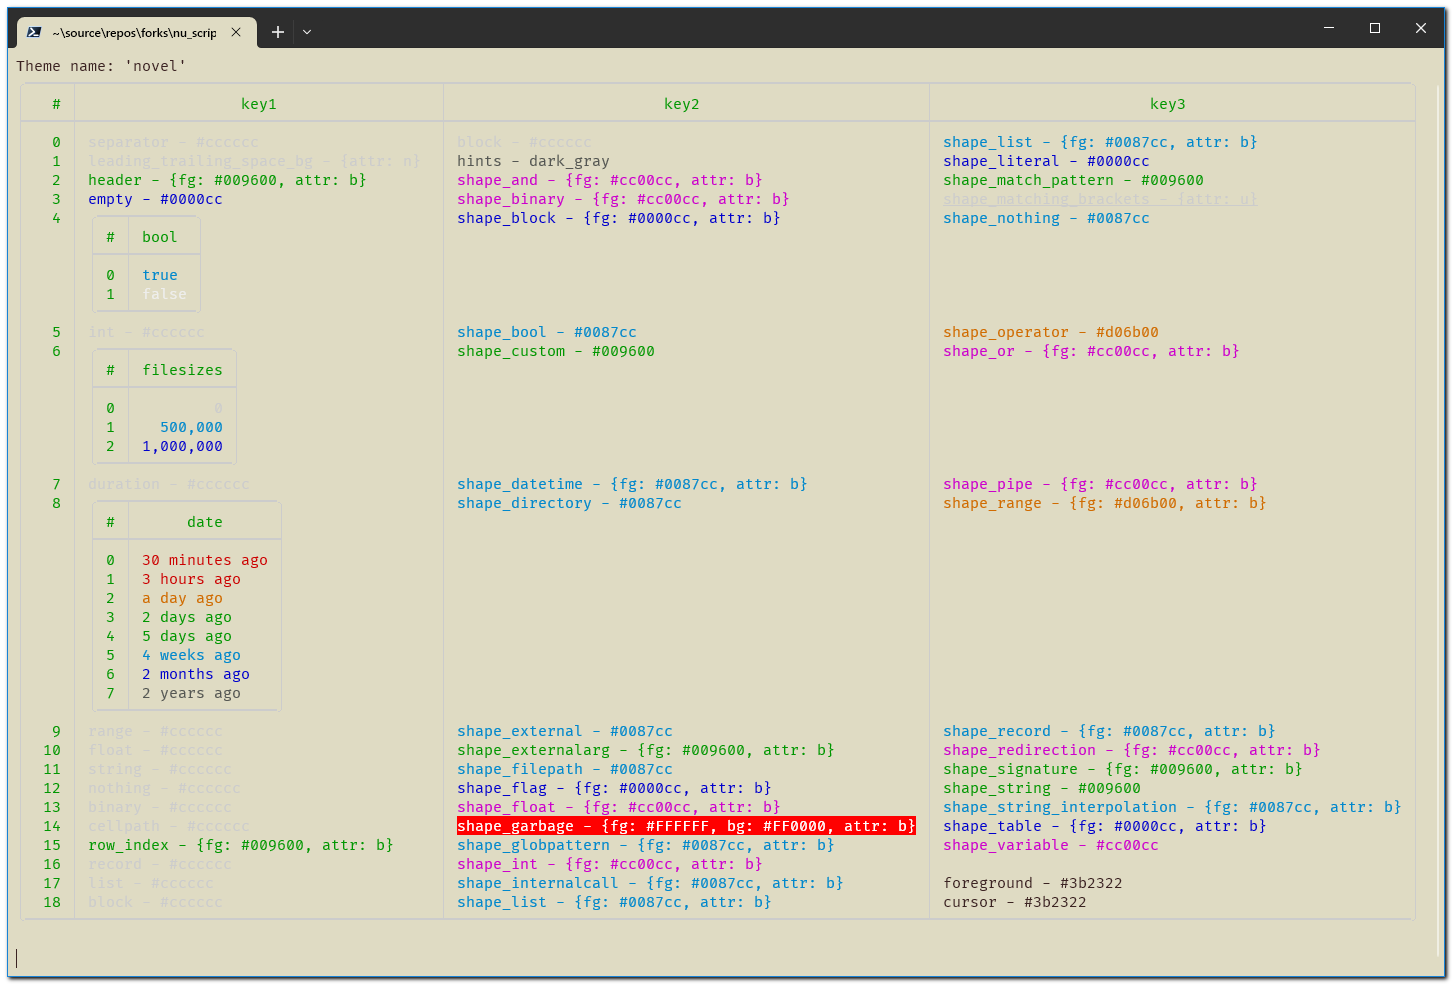 ~\source\repos\forks\nu_scrip
Theme name: 'novel'
# key1 key2 key3
0 separator - #cccccc block - #cccccc shape_list - {fg: #0087cc, attr: b}
1 leading_trailing_space_bg - {attr: n} hints - dark_gray shape_literal - #0000cc
2 header - {fg: #009600, attr: b} shape_and - {fg: #cc00cc, attr: b} shape_match_pattern - #009600
3 empty - #0000cc shape_binary - {fg: #cc00cc, attr: b} shape_matching_brackets - {attr: u}
4 shape_block - {fg: #0000cc, attr: b} shape_nothing - #0087cc
# bool
0 true
1 false
5 int - #cccccc shape_bool - #0087cc shape_operator - #d06b00
6 shape_custom - #009600 shape_or - {fg: #cc00cc, attr: b}
# filesizes
0 0
1 500,000
2 1,000,000
7 duration - #cccccc shape_datetime - {fg: #0087cc, attr: b} shape_pipe - {fg: #cc00cc, attr: b}
8 shape_directory - #0087cc shape_range - {fg: #d06b00, attr: b}
# date
0 30 minutes ago
1 3 hours ago
2 a day ago
3 2 days ago
4 5 days ago
5 4 weeks ago
6 2 months ago
7 2 years ago
9 range - #cccccc shape_external - #0087cc shape_record - {fg: #0087cc, attr: b}
10 float - #cccccc shape_externalarg - {fg: #009600, attr: b} shape_redirection - {fg: #cc00cc, attr: b}
11 string - #cccccc shape_filepath - #0087cc shape_signature - {fg: #009600, attr: b}
12 nothing - #cccccc shape_flag - {fg: #0000cc, attr: b} shape_string - #009600
13 binary - #cccccc shape_float - {fg: #cc00cc, attr: b} shape_string_interpolation - {fg: #0087cc, attr: b}
14 cellpath - #cccccc shape_garbage - {fg: #FFFFFF, bg: #FF0000, attr: b} shape_table - {fg: #0000cc, attr: b}
15 row_index - {fg: #009600, attr: b} shape_globpattern - {fg: #0087cc, attr: b} shape_variable - #cc00cc
16 record - #cccccc shape_int - {fg: #cc00cc, attr: b}
17 list - #cccccc shape_internalcall - {fg: #0087cc, attr: b} foreground - #3b2322
18 block - #cccccc shape_list - {fg: #0087cc, attr: b} cursor - #3b2322